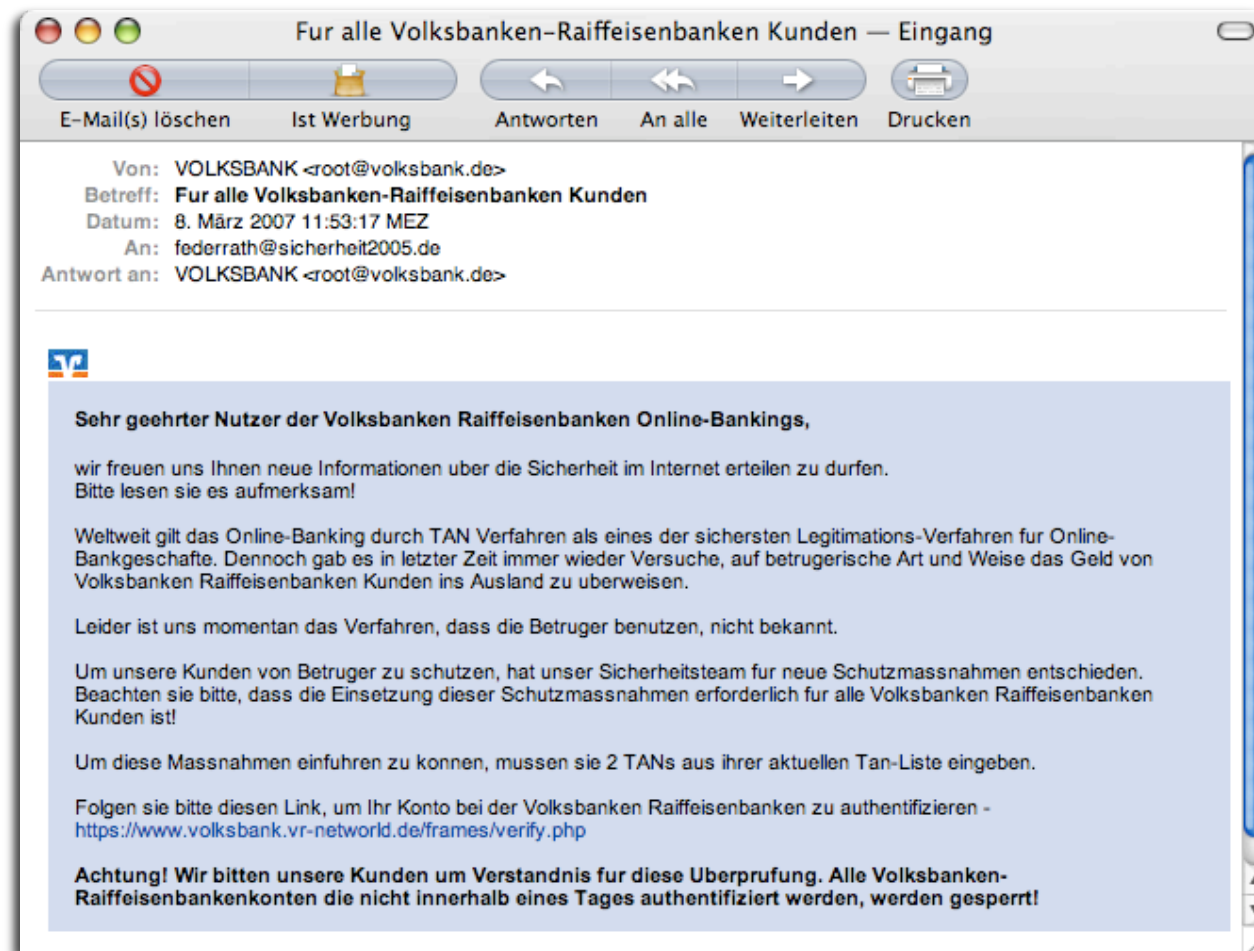 Fur alle Volksbanken-Raiffeisenbanken Kunden — Eingang
E-Mail(s) löschen Ist Werbung Antworten An alle Weiterleiten Drucken
Von: VOLKSBANK <root@volksbank.de>
Betreff: Fur alle Volksbanken-Raiffeisenbanken Kunden
Datum: 8. März 2007 11:53:17 MEZ
An: federrath@sicherheit2005.de
Antwort an: VOLKSBANK <root@volksbank.de>
Sehr geehrter Nutzer der Volksbanken Raiffeisenbanken Online-Bankings,
wir freuen uns Ihnen neue Informationen uber die Sicherheit im Internet erteilen zu durfen.
Bitte lesen sie es aufmerksam!
Weltweit gilt das Online-Banking durch TAN Verfahren als eines der sichersten Legitimations-Verfahren fur Online-
Bankgeschafte. Dennoch gab es in letzter Zeit immer wieder Versuche, auf betrugerische Art und Weise das Geld von
Volksbanken Raiffeisenbanken Kunden ins Ausland zu uberweisen.
Leider ist uns momentan das Verfahren, dass die Betruger benutzen, nicht bekannt.
Um unsere Kunden von Betruger zu schutzen, hat unser Sicherheitsteam fur neue Schutzmassnahmen entschieden.
Beachten sie bitte, dass die Einsetzung dieser Schutzmassnahmen erforderlich fur alle Volksbanken Raiffeisenbanken
Kunden ist!
Um diese Massnahmen einfuhren zu konnen, mussen sie 2 TANs aus ihrer aktuellen Tan-Liste eingeben.
Folgen sie bitte diesen Link, um Ihr Konto bei der Volksbanken Raiffeisenbanken zu authentifizieren -
https://www.volksbank.vr-networld.de/frames/verify.php
Achtung! Wir bitten unsere Kunden um Verstandnis fur diese Uberprufung. Alle Volksbanken-
Raiffeisenbankenkonten die nicht innerhalb eines Tages authentifiziert werden, werden gesperrt!